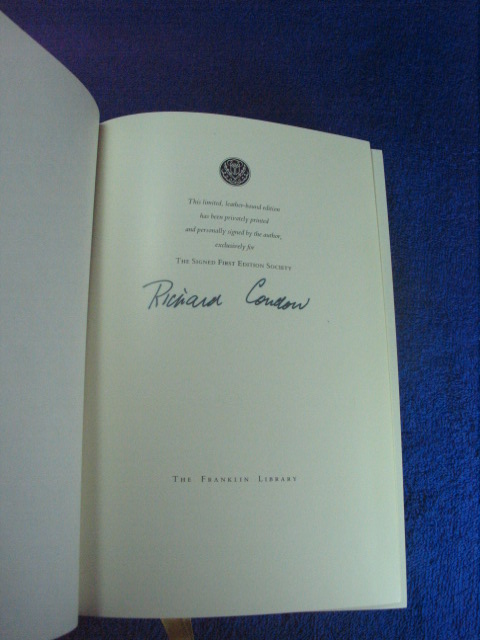 This limited, leather-bound edition
has been privately printed
and personally signed by the author,
exclusively for
THE SIGNED FIRST EDITION SOCIETY
Richard Condon
THE FRANKLIN LIBRARY